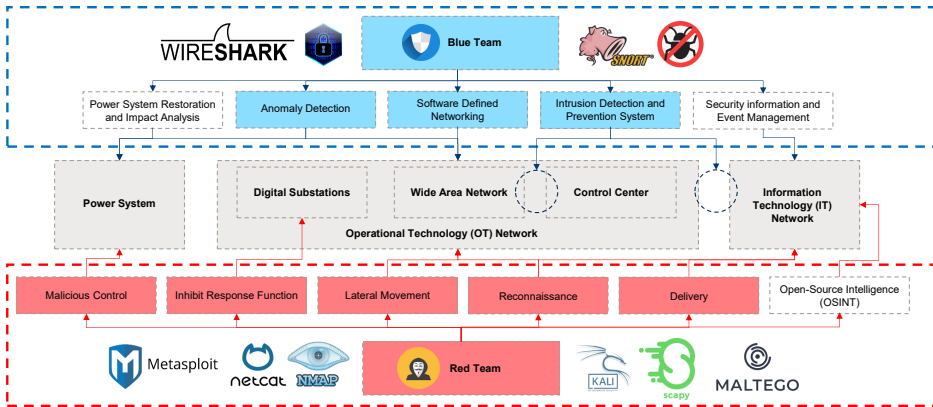 WIRESHARK
Blue Team
SNORT®
Power System Restoration
and Impact Analysis
Anomaly Detection
Software Defined
Networking
Intrusion Detection and
Prevention System
Security information and
Event Management
Power System
Digital Substations
Wide Area Network
Control Center
Operational Technology (OT) Network
Information
Technology (IT)
Network
Malicious Control
Inhibit Response Function
Lateral Movement
Reconnaissance
Delivery
Open-Source Intelligence
(OSINT)
Metasploit
netcat
NMAP
Red Team
KALI
scapy
MALTEGO